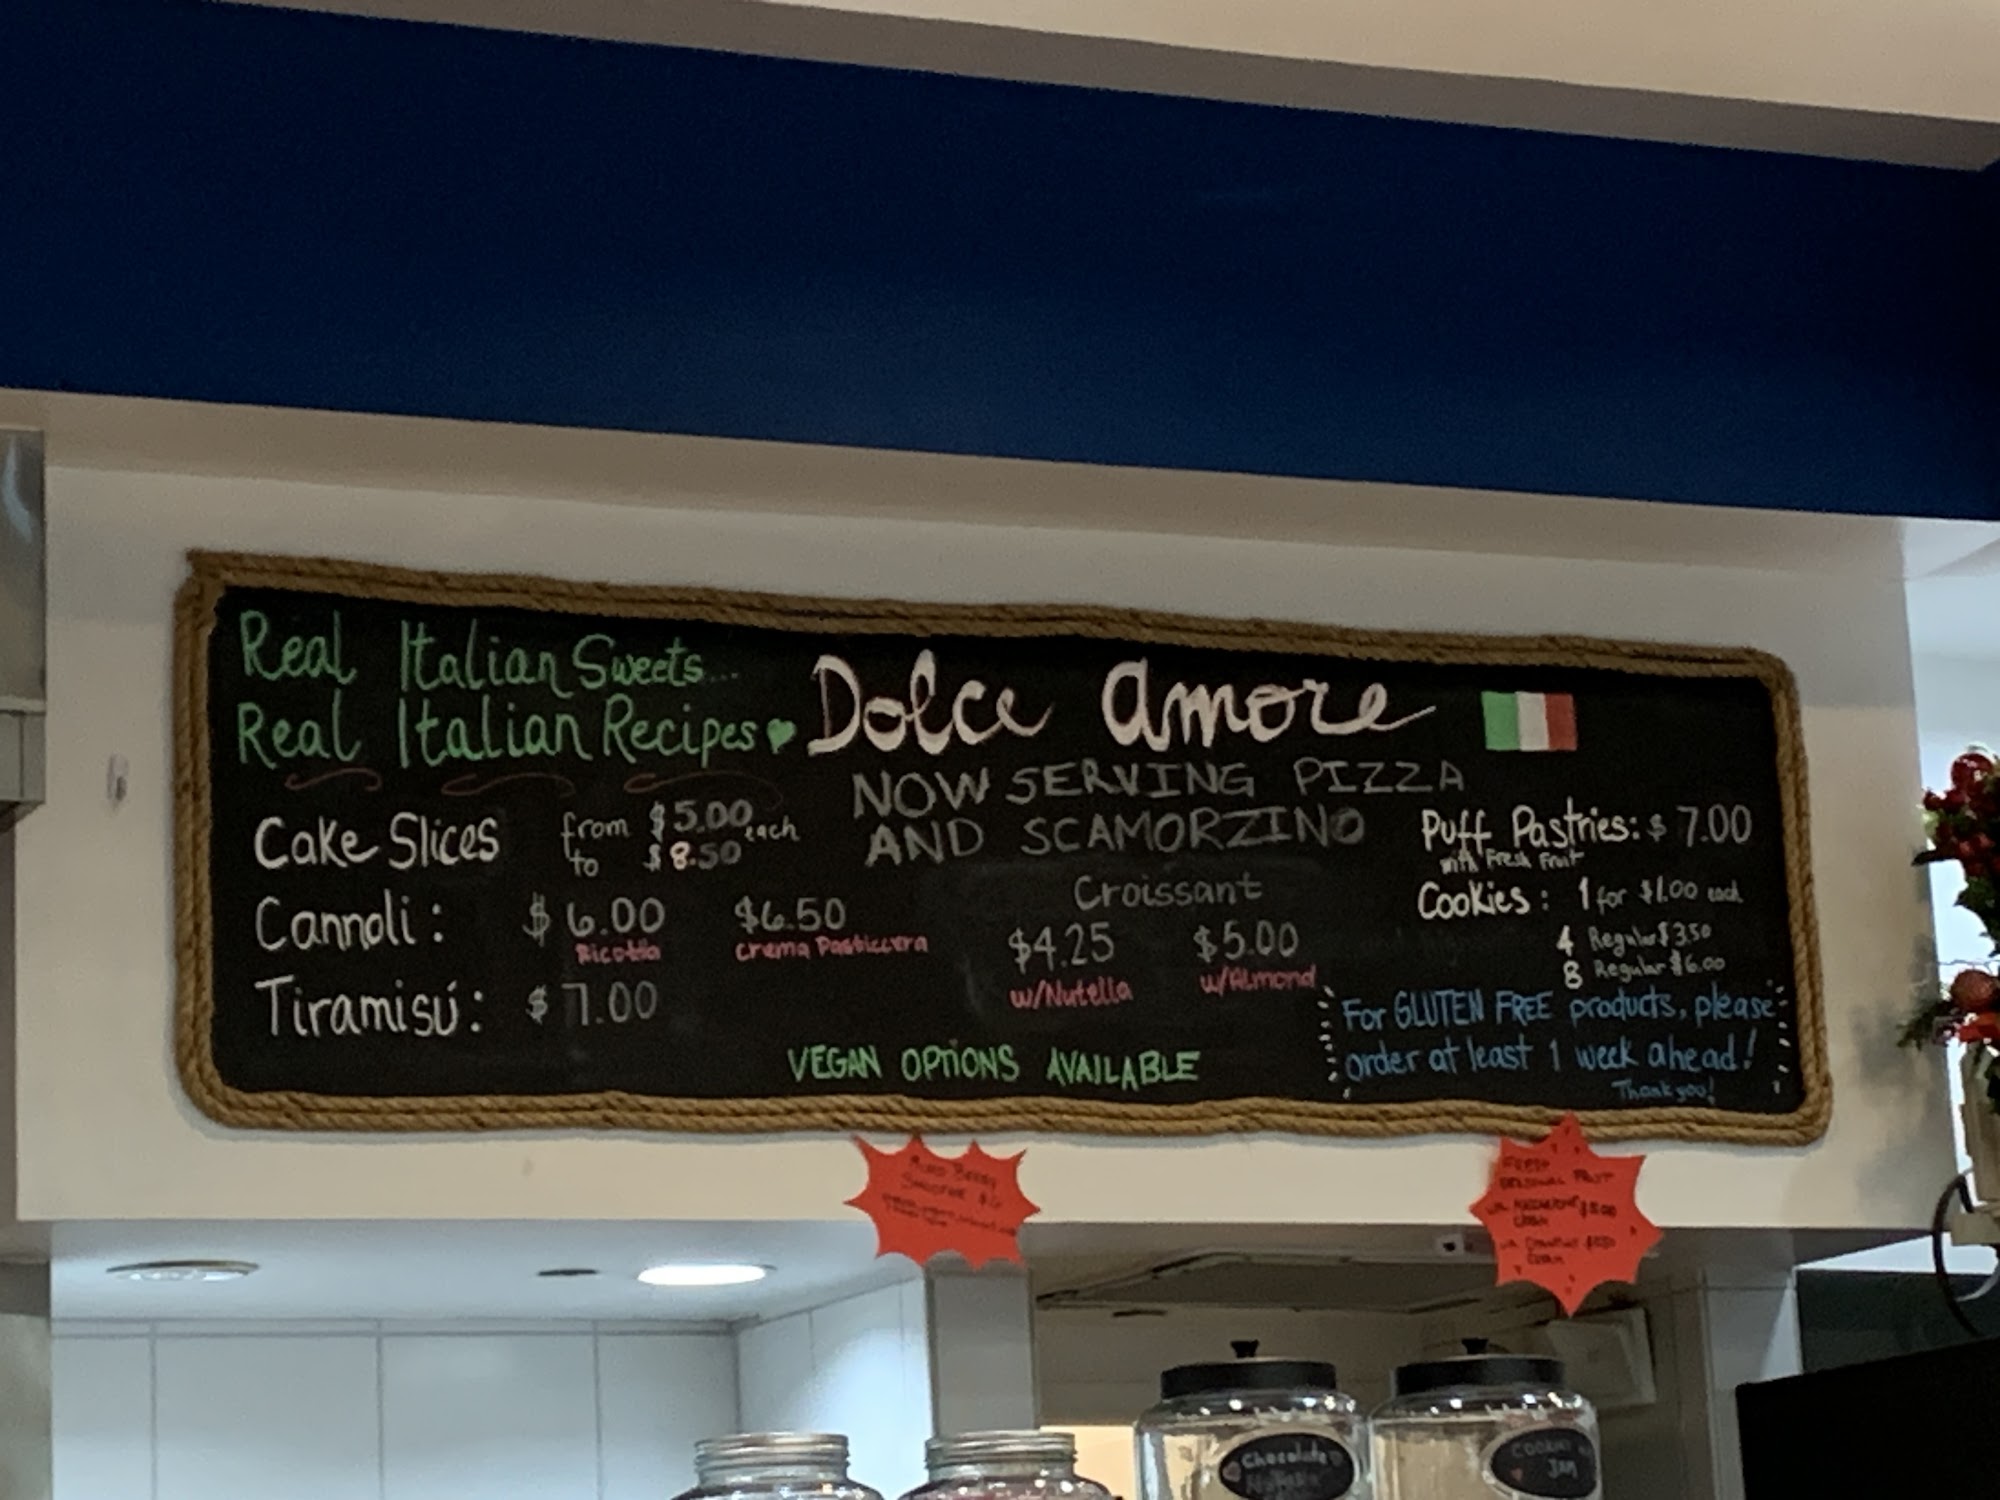 Real Italian Sweets...
Real Italian Recipes
Dolce Amore
NOW SERVING PIZZA
AND SCAMORZINO
Cake Slices from $5.00 each
to $8.50
Cannoli: $6.00 $6.50
Ricotta Crema Pasticcera
Tiramisú: $7.00
Croissant
$4.25 $5.00
w/Nutella w/Almond
VEGAN OPTIONS AVAILABLE
Puff Pastries: $7.00
with Fresh Fruit
Cookies: 1 for $1.00 each
4 Regular $3.50
8 Regular $6.00
For GLUTEN FREE products, please
order at least 1 week ahead!
Thank you!
Chocolate
JAM